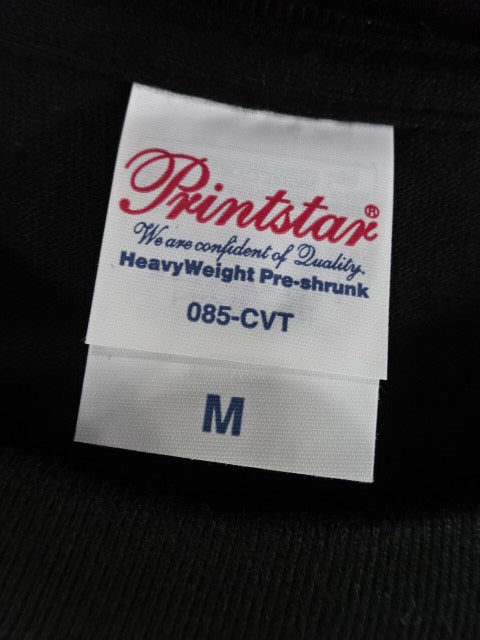 Printstar®
We are confident of Quality.
HeavyWeight Pre-shrunk
085-CVT
M